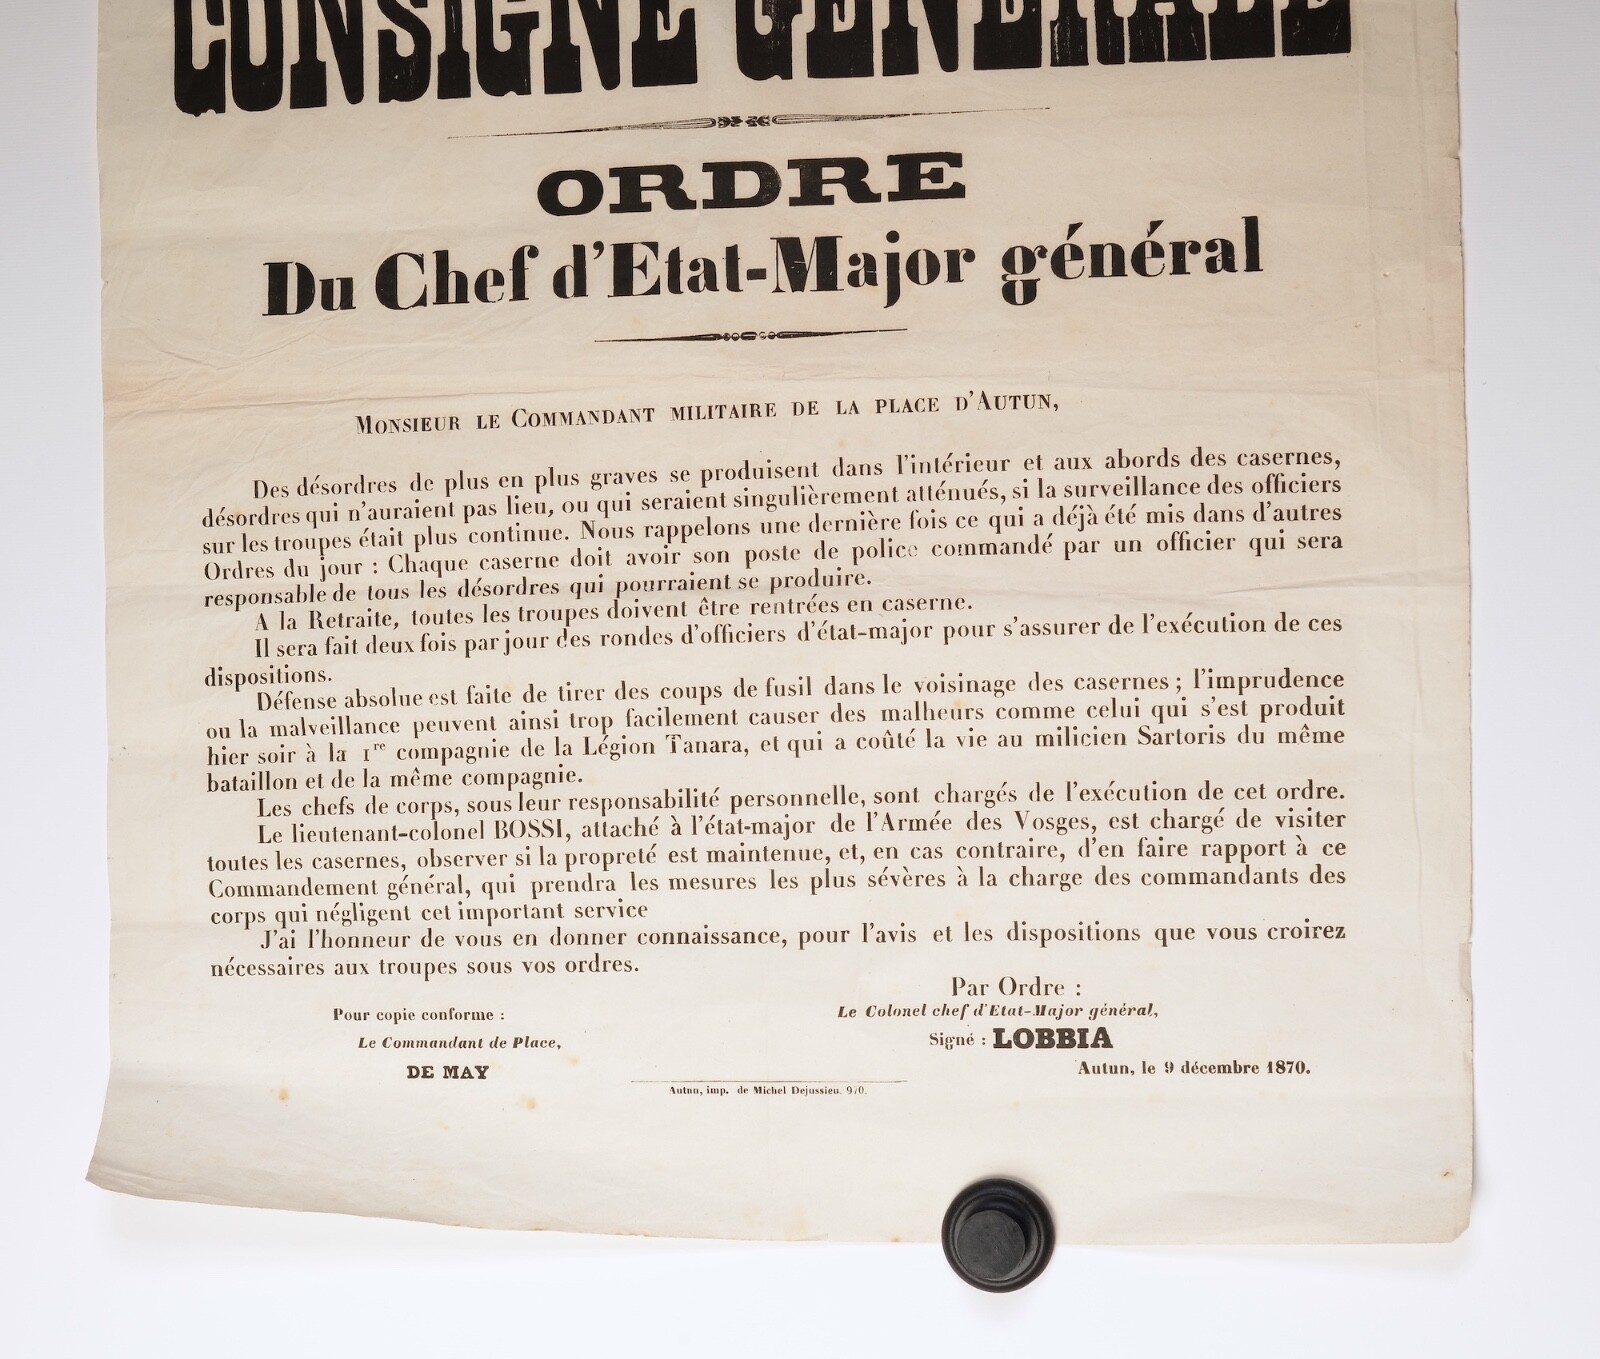 CONSIGNE GÉNÉRALE
ORDRE
Du Chef d'Etat-Major général
MONSIEUR LE COMMANDANT MILITAIRE DE LA PLACE D'AUTUN,
Des désordres de plus en plus graves se produisent dans l'intérieur et aux abords des casernes,
désordres qui n'auraient pas lieu, ou qui seraient singulièrement atténués, si la surveillance des officiers
sur les troupes était plus continue. Nous rappelons une dernière fois ce qui a déjà été mis dans d'autres
Ordres du jour : Chaque caserne doit avoir son poste de police commandé par un officier qui sera
responsable de tous les désordres qui pourraient se produire.
A la Retraite, toutes les troupes doivent être rentrées en caserne.
Il sera fait deux fois par jour des rondes d'officiers d'état-major pour s'assurer de l'exécution de ces
dispositions.
Défense absolue est faite de tirer des coups de fusil dans le voisinage des casernes ; l'imprudence
ou la malveillance peuvent ainsi trop facilement causer des malheurs comme celui qui s'est produit
hier soir à la 1re compagnie de la Légion Tanara, et qui a coûté la vie au milicien Sartoris du même
bataillon et de la même compagnie.
Les chefs de corps, sous leur responsabilité personnelle, sont chargés de l'exécution de cet ordre.
Le lieutenant-colonel BOSSI, attaché à l'état-major de l'Armée des Vosges, est chargé de visiter
toutes les casernes, observer si la propreté est maintenue, et, en cas contraire, d'en faire rapport à ce
Commandement général, qui prendra les mesures les plus sévères à la charge des commandants des
corps qui négligent cet important service
J'ai l'honneur de vous en donner connaissance, pour l'avis et les dispositions que vous croirez
nécessaires aux troupes sous vos ordres.
Par Ordre :
Le Colonel chef d'Etat-Major général,
Signé : LOBBIA
Autun, le 9 décembre 1870.
Pour copie conforme :
Le Commandant de Place,
DE MAY
Autun, imp. de Michel Dejussieu. 970.